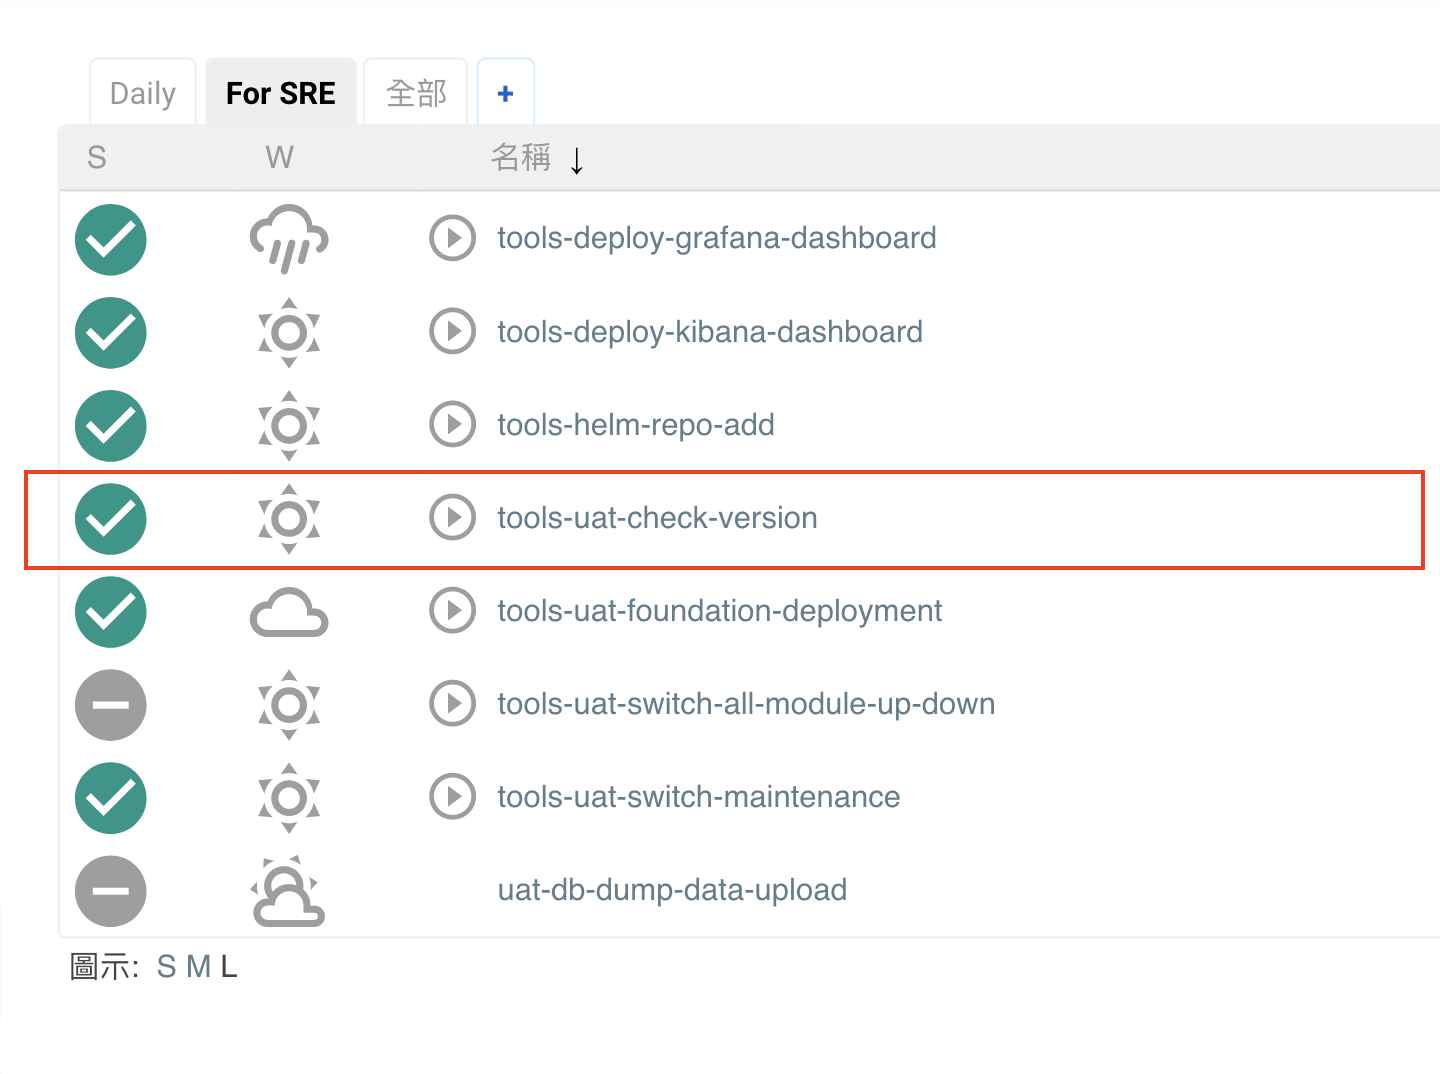 Daily For SRE 全部 +
S W 名稱 ↓
tools-deploy-grafana-dashboard
tools-deploy-kibana-dashboard
tools-helm-repo-add
tools-uat-check-version
tools-uat-foundation-deployment
tools-uat-switch-all-module-up-down
tools-uat-switch-maintenance
uat-db-dump-data-upload
圖示: S M L